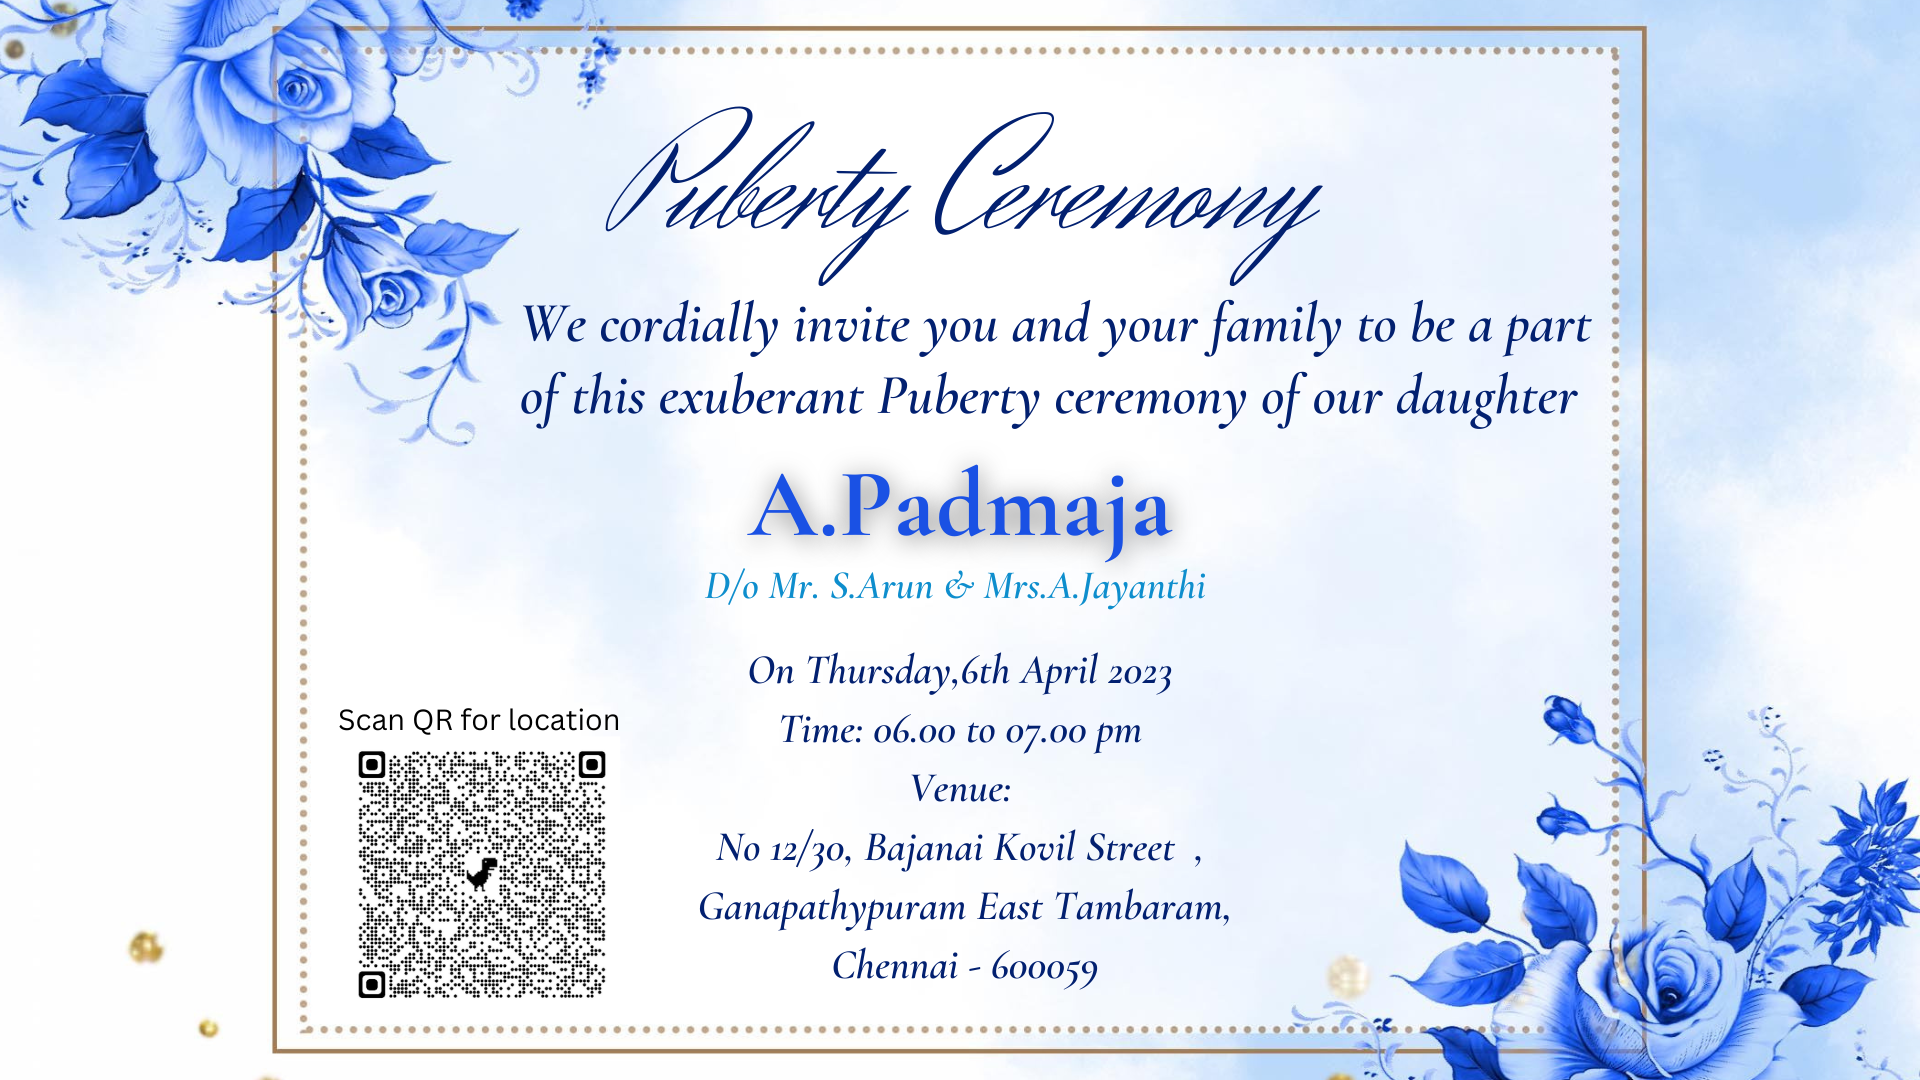 Puberty Ceremony
We cordially invite you and your family to be a part
of this exuberant Puberty ceremony of our daughter
A.Padmaja
D/o Mr. S.Arun & Mrs.A.Jayanthi
On Thursday,6th April 2023
Time: 06.00 to 07.00 pm
Venue:
No 12/30, Bajanai Kovil Street  ,
Ganapathypuram East Tambaram,
Chennai - 600059
Scan QR for location